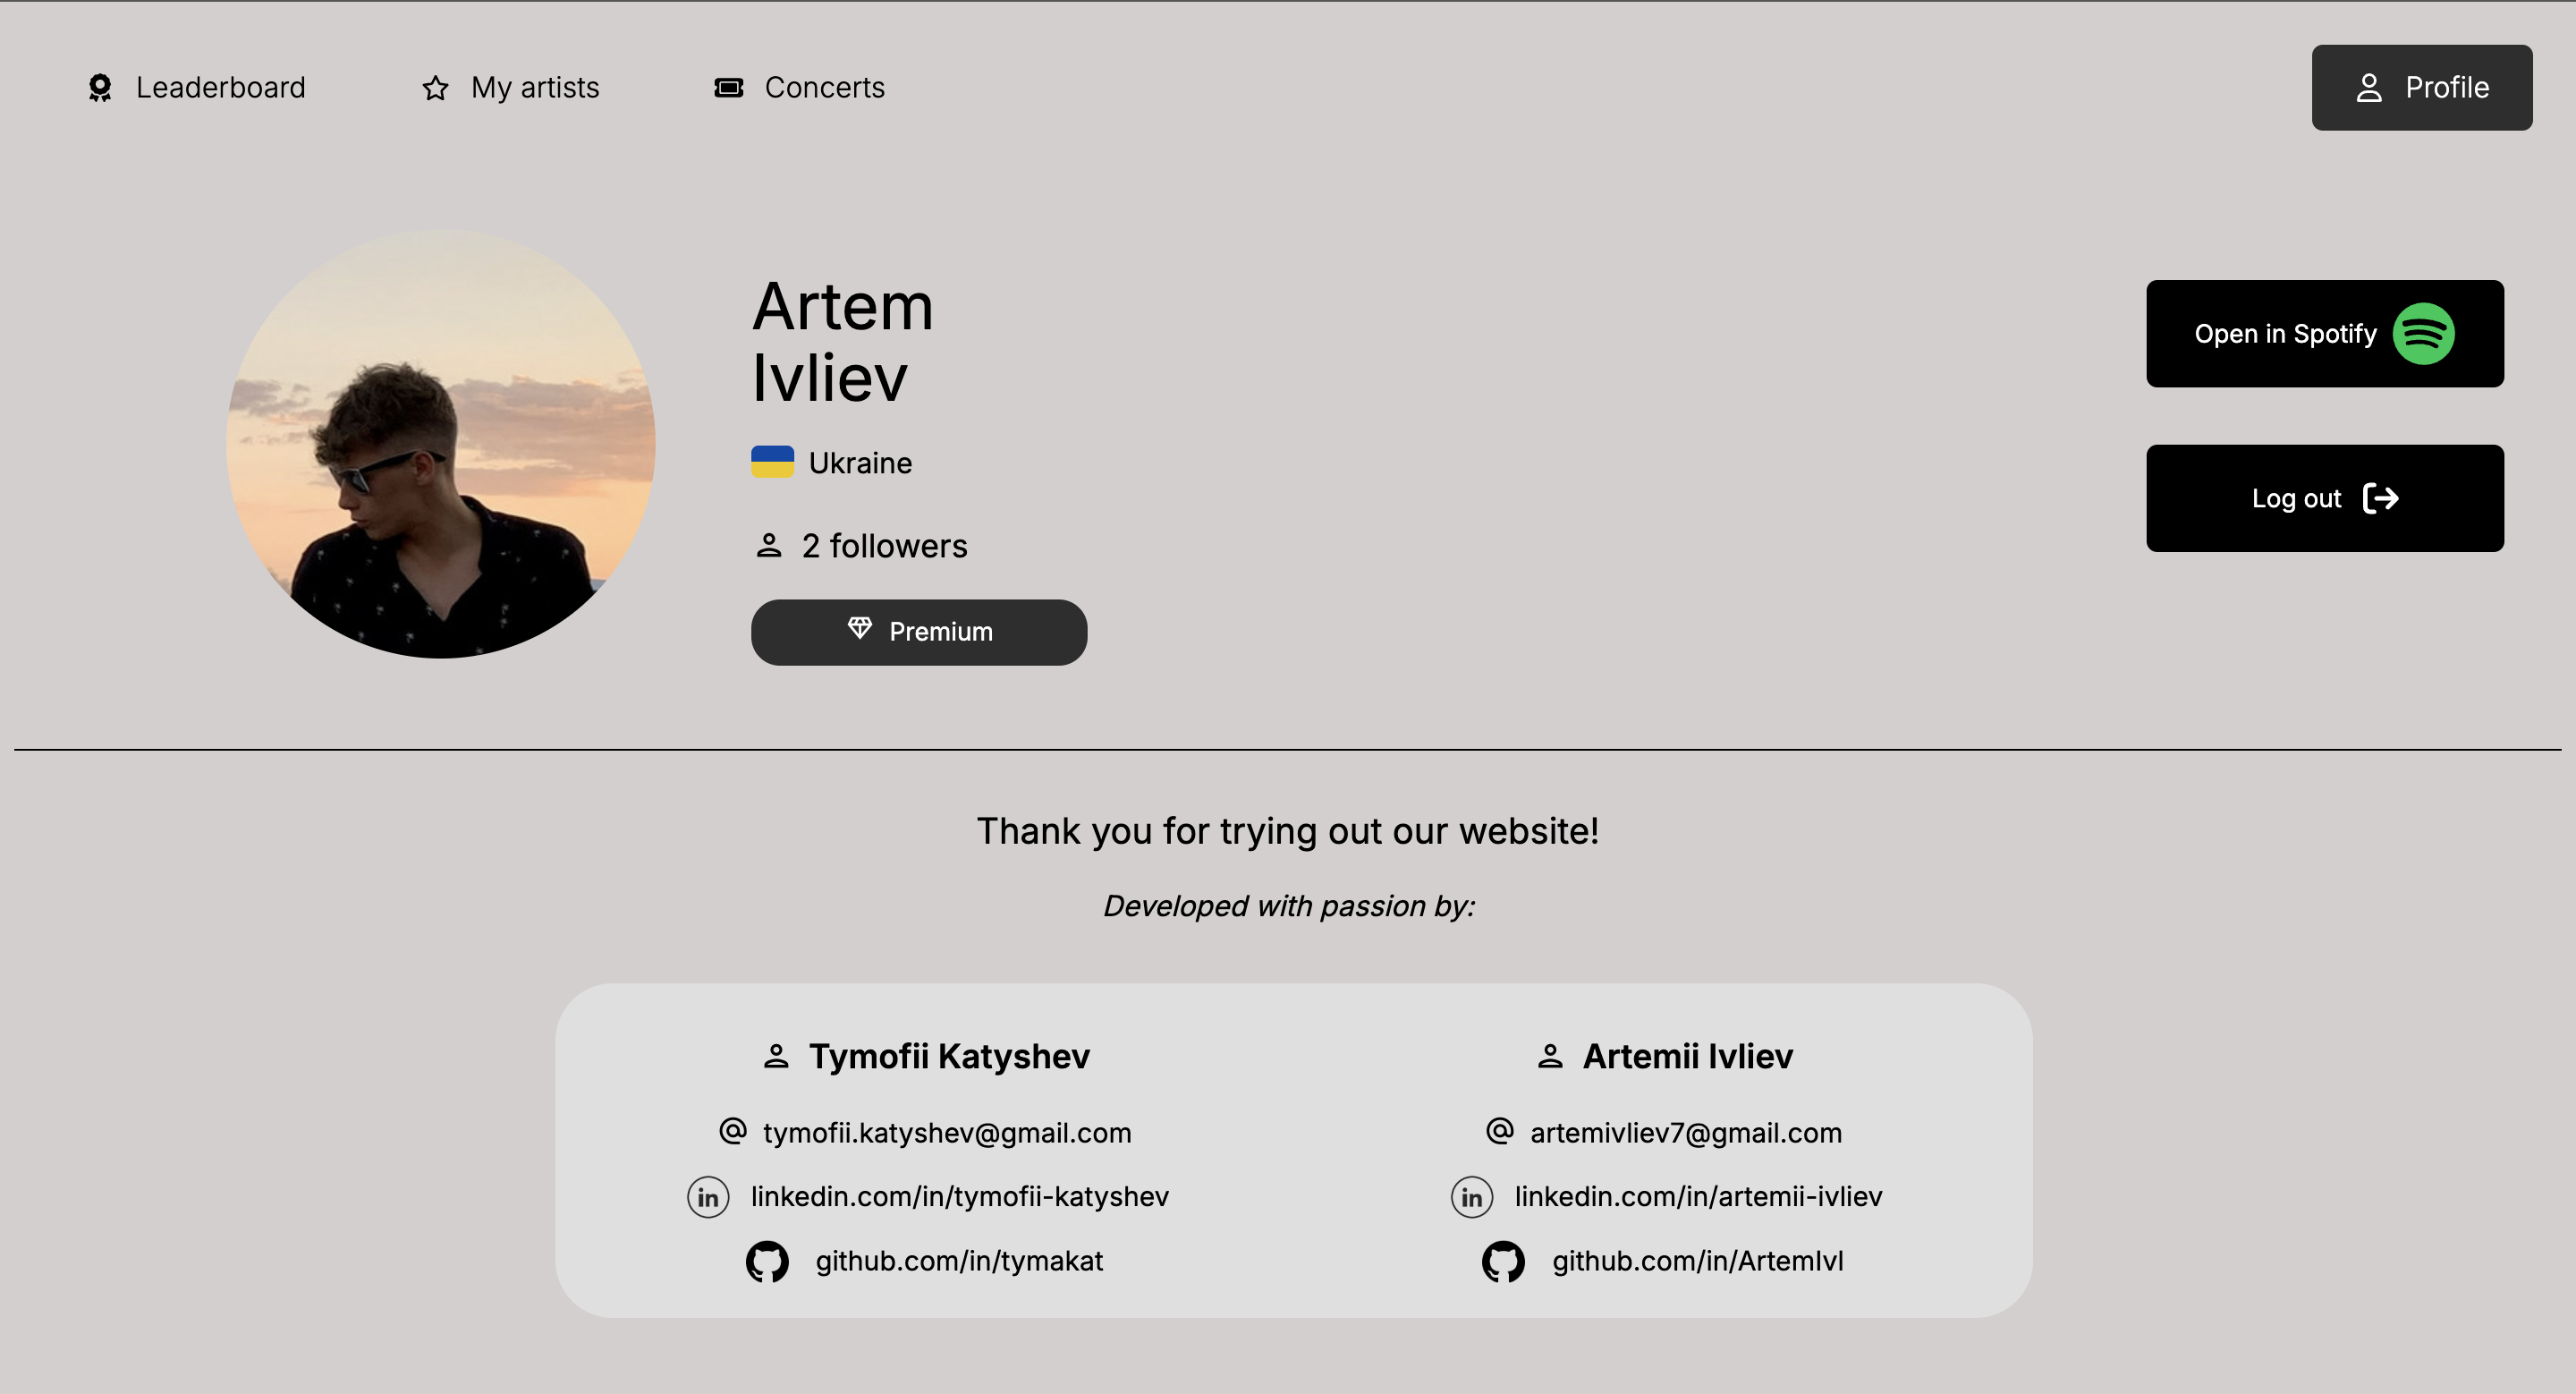 Leaderboard
My artists
Concerts
Profile
Artem
Ivliev
Ukraine
2 followers
Premium
Open in Spotify
Log out
Thank you for trying out our website!
Developed with passion by:
Tymofii Katyshev
tymofii.katyshev@gmail.com
in linkedin.com/in/tymofii-katyshev
github.com/in/tymakat
Artemii Ivliev
artemivliev7@gmail.com
in linkedin.com/in/artemii-ivliev
github.com/in/ArtemIvl